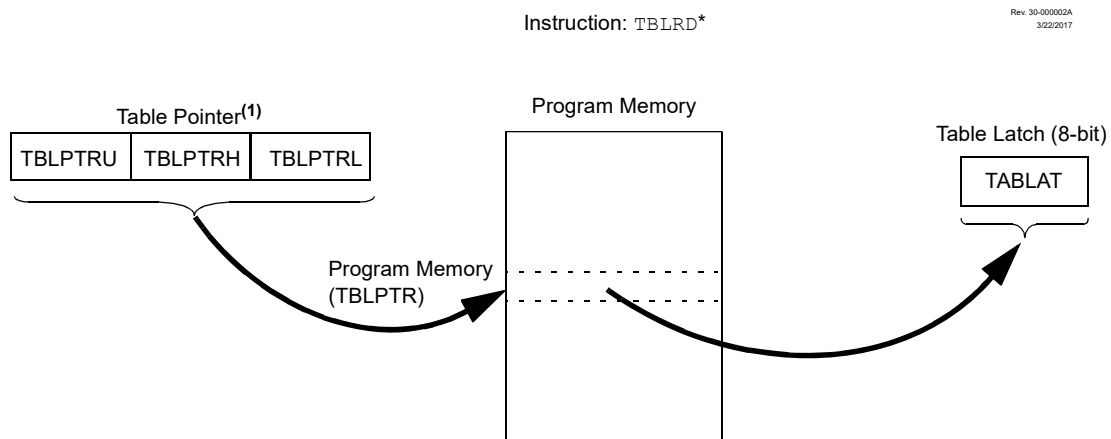 Instruction: TBLRD*
Rev. 30-000002A
3/22/2017
Table Pointer(1)
Program Memory
Table Latch (8-bit)
TBLPTRU TBLPTRH TBLPTRL
TABLAT
Program Memory
(TBLPTR)